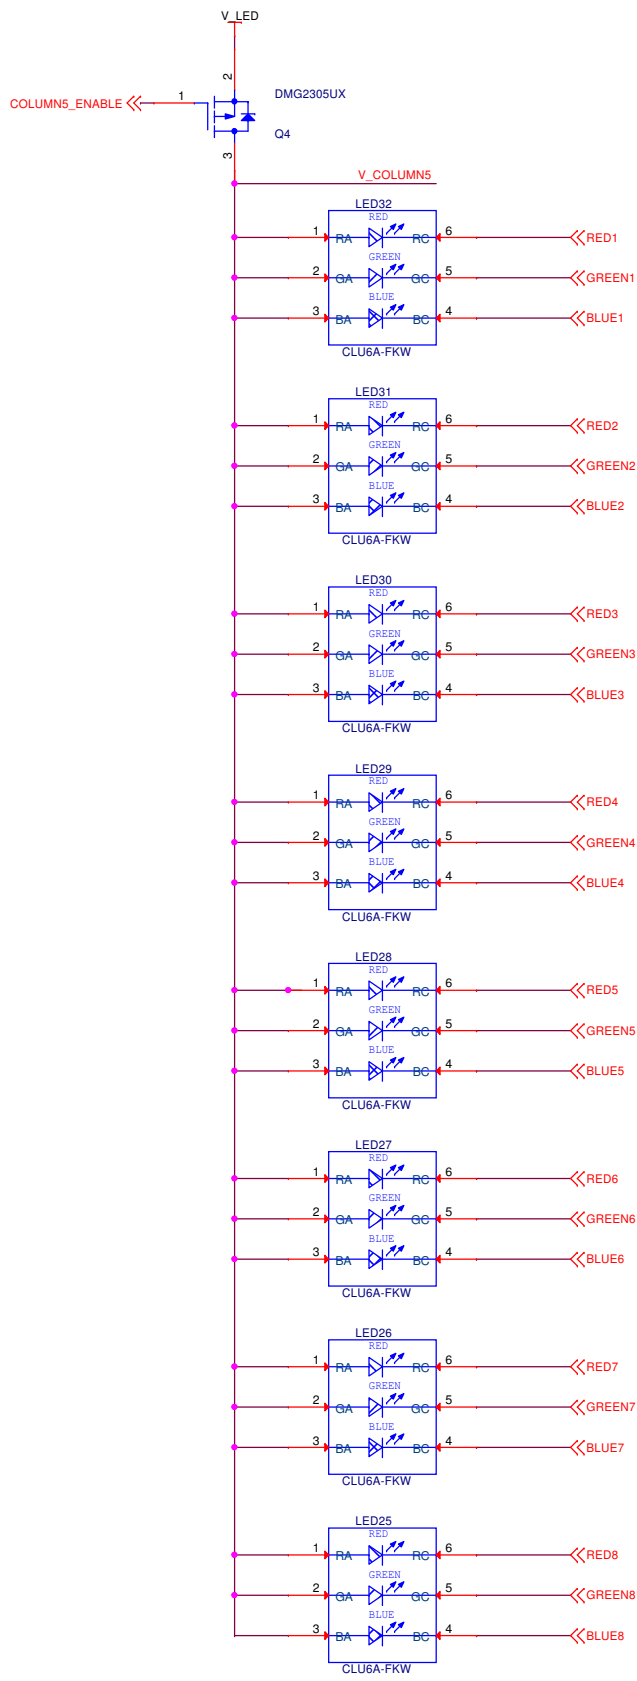 V_LED
2
COLUMN5_ENABLE
1
DMG2305UX
Q4
3
V_COLUMN5
LED32
RED
1 RA RC 6 RED1
GREEN
2 GA GC 5 GREEN1
BLUE
3 BA BC 4 BLUE1
CLU6A-FKW
LED31
RED
1 RA RC 6 RED2
GREEN
2 GA GC 5 GREEN2
BLUE
3 BA BC 4 BLUE2
CLU6A-FKW
LED30
RED
1 RA RC 6 RED3
GREEN
2 GA GC 5 GREEN3
BLUE
3 BA BC 4 BLUE3
CLU6A-FKW
LED29
RED
1 RA RC 6 RED4
GREEN
2 GA GC 5 GREEN4
BLUE
3 BA BC 4 BLUE4
CLU6A-FKW
LED28
RED
1 RA RC 6 RED5
GREEN
2 GA GC 5 GREEN5
BLUE
3 BA BC 4 BLUE5
CLU6A-FKW
LED27
RED
1 RA RC 6 RED6
GREEN
2 GA GC 5 GREEN6
BLUE
3 BA BC 4 BLUE6
CLU6A-FKW
LED26
RED
1 RA RC 6 RED7
GREEN
2 GA GC 5 GREEN7
BLUE
3 BA BC 4 BLUE7
CLU6A-FKW
LED25
RED
1 RA RC 6 RED8
GREEN
2 GA GC 5 GREEN8
BLUE
3 BA BC 4 BLUE8
CLU6A-FKW